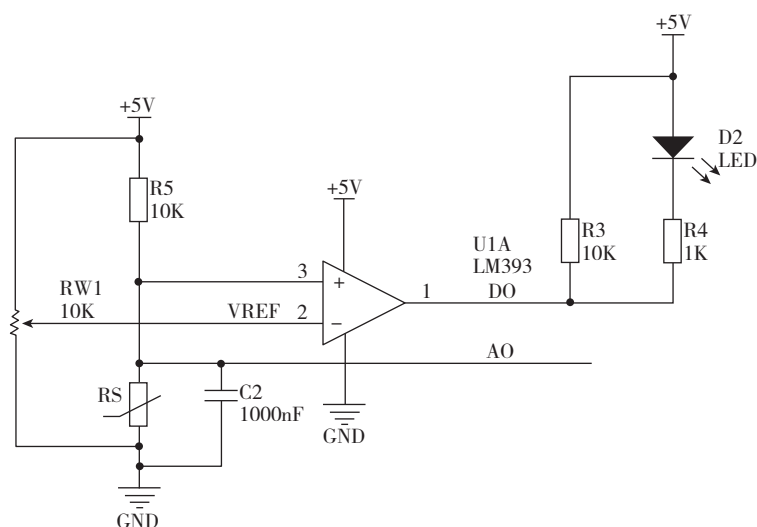 +5V
+5V
D2
LED
R5
10K
+5V
R3
10K
R4
1K
U1A
LM393
3
+
1
DO
RW1
10K
VREF
2
−
AO
RS
C2
1000nF
GND
GND